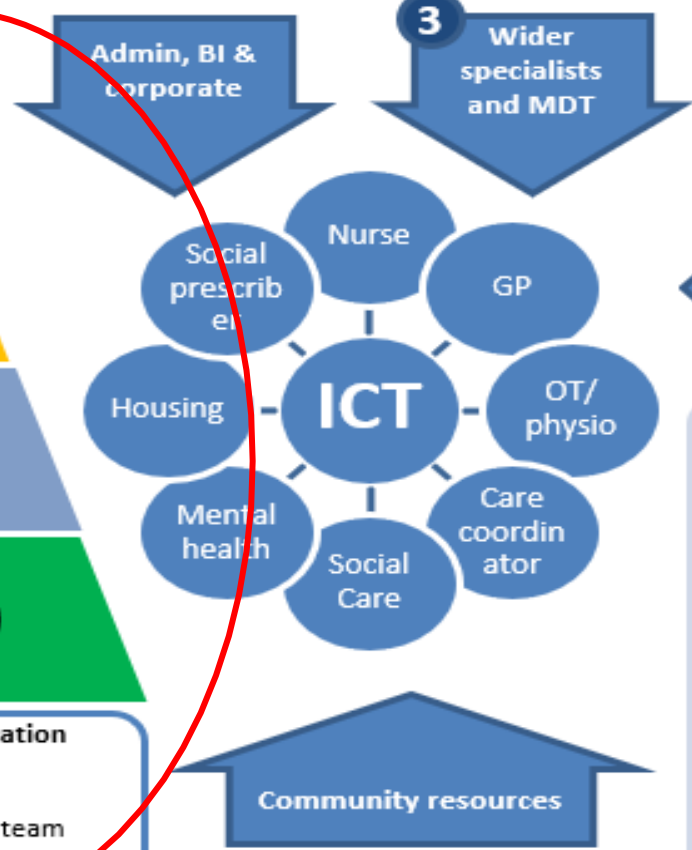 Admin, BI &
corporate
3
Wider
specialists
and MDT
Nurse
Social
prescrib
er
GP
Housing
ICT
OT/
physio
Mental
health
Care
coordin
ator
Social
Care
ation
team
Community resources